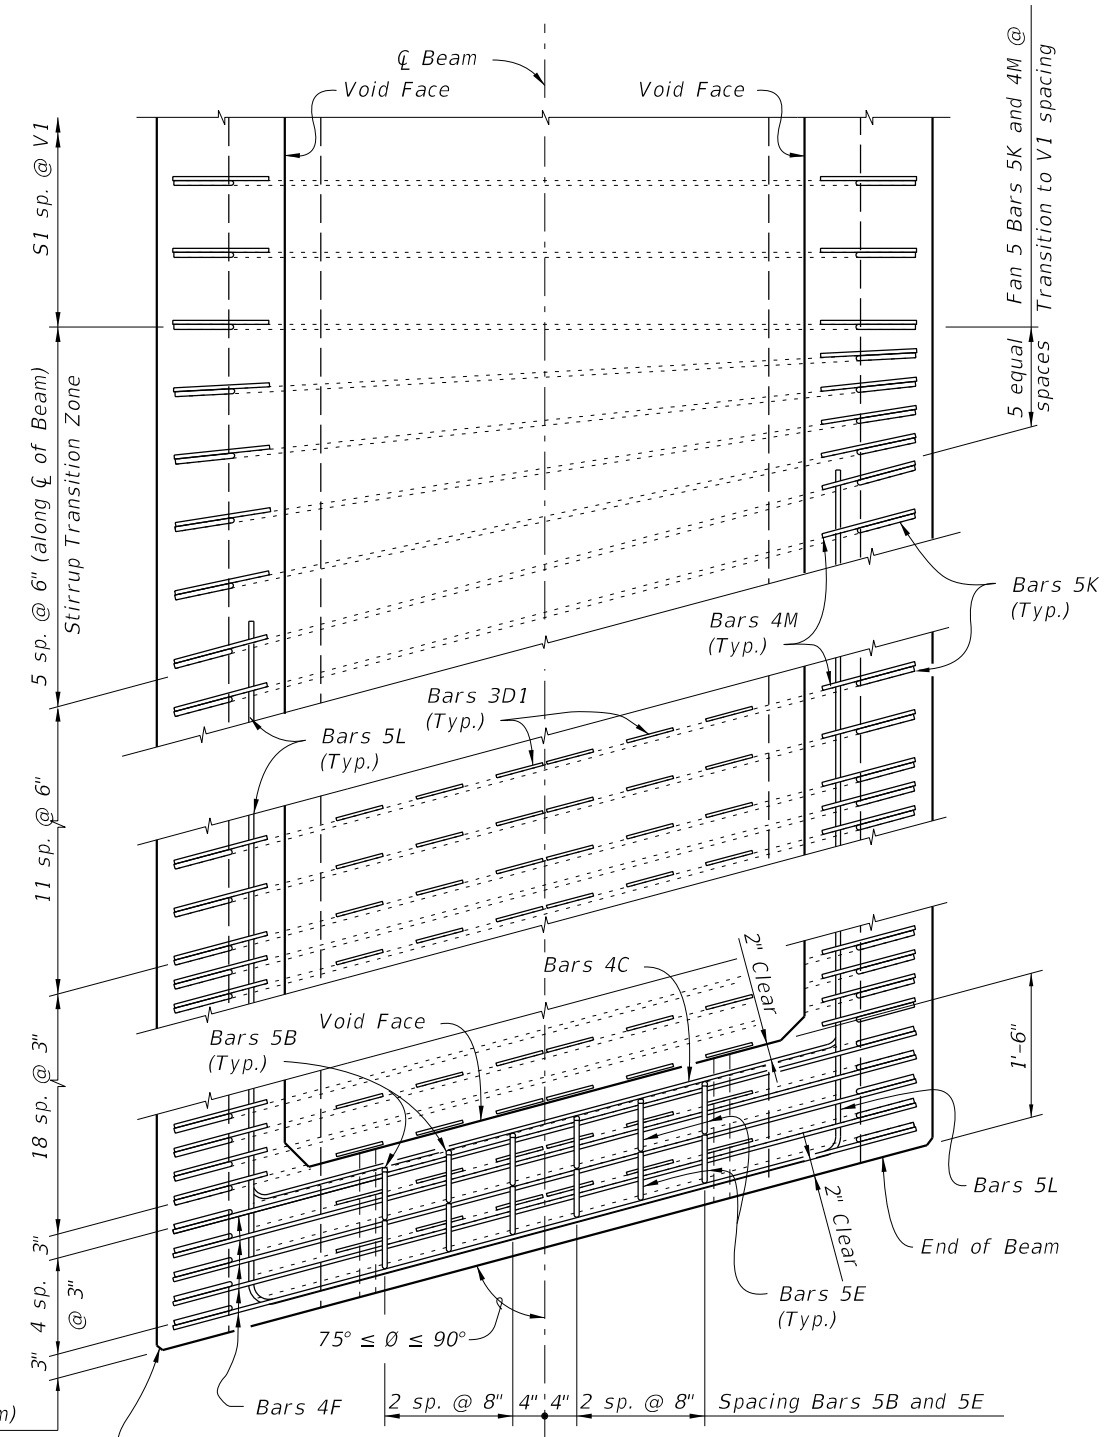 ℄ Beam
Void Face
Void Face
S1 sp. @ V1
Fan 5 Bars 5K and 4M @
Transition to V1 spacing
5 equal
spaces
5 sp. @ 6" (along ℄ of Beam)
Stirrup Transition Zone
Bars 5K
(Typ.)
Bars 4M
(Typ.)
Bars 3D1
(Typ.)
Bars 5L
(Typ.)
11 sp. @ 6"
2" Clear
Bars 4C
Void Face
Bars 5B
(Typ.)
1'-6"
18 sp. @ 3"
Bars 5L
2" Clear
End of Beam
3"
Bars 5E
(Typ.)
4 sp.
@ 3"
75° ≤ Ø ≤ 90°
3"
Bars 4F
2 sp. @ 8"
4"
4"
2 sp. @ 8"
Spacing Bars 5B and 5E
m)